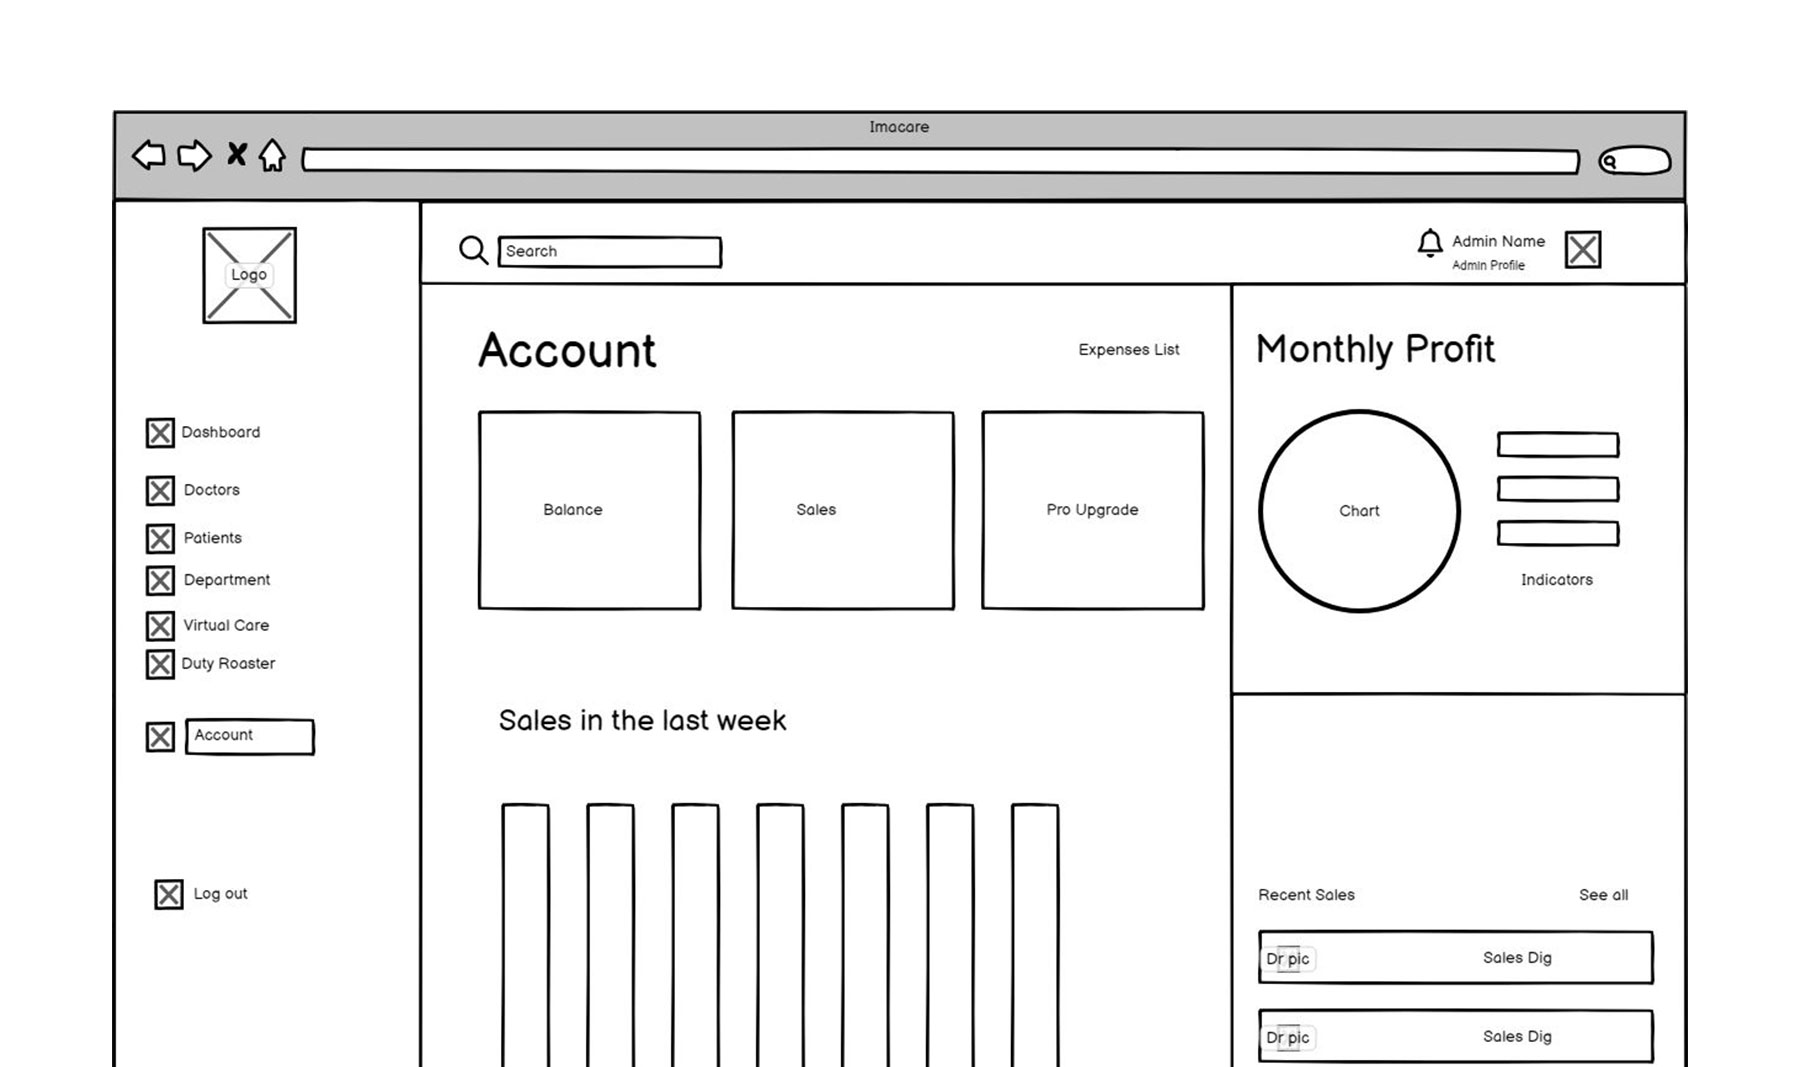 Imacare
Logo
Search
Admin Name
Admin Profile
Dashboard
Doctors
Patients
Department
Virtual Care
Duty Roaster
Account
Log out
Account
Expenses List
Balance
Sales
Pro Upgrade
Sales in the last week
Monthly Profit
Chart
Indicators
Recent Sales
See all
Dr pic
Sales Dig
Dr pic
Sales Dig